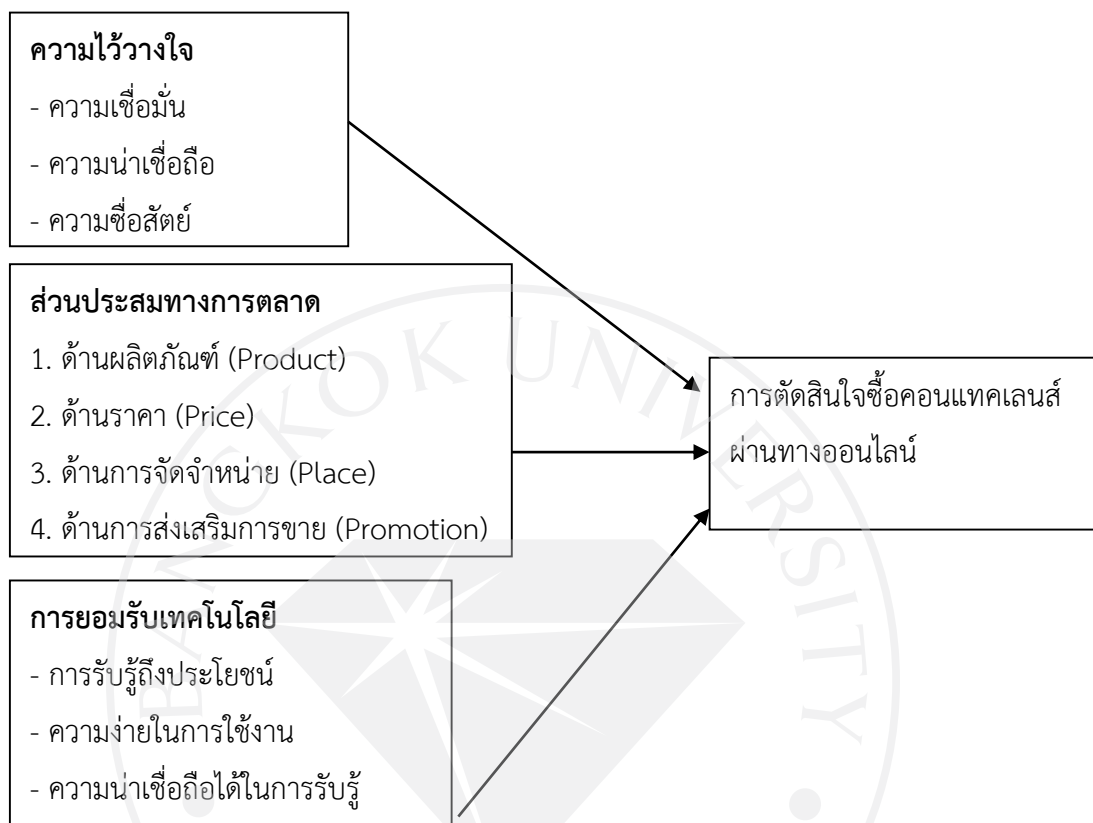 ความไว้วางใจ
- ความเชื่อมั่น
- ความน่าเชื่อถือ
- ความซื่อสัตย์
ส่วนประสมทางการตลาด
1. ด้านผลิตภัณฑ์ (Product)
2. ด้านราคา (Price)
3. ด้านการจัดจำหน่าย (Place)
4. ด้านการส่งเสริมการขาย (Promotion)
การยอมรับเทคโนโลยี
- การรับรู้ถึงประโยชน์
- ความง่ายในการใช้งาน
- ความน่าเชื่อถือได้ในการรับรู้
การตัดสินใจซื้อคอนแทคเลนส์
ผ่านทางออนไลน์
BANGKOK UNIVERSITY